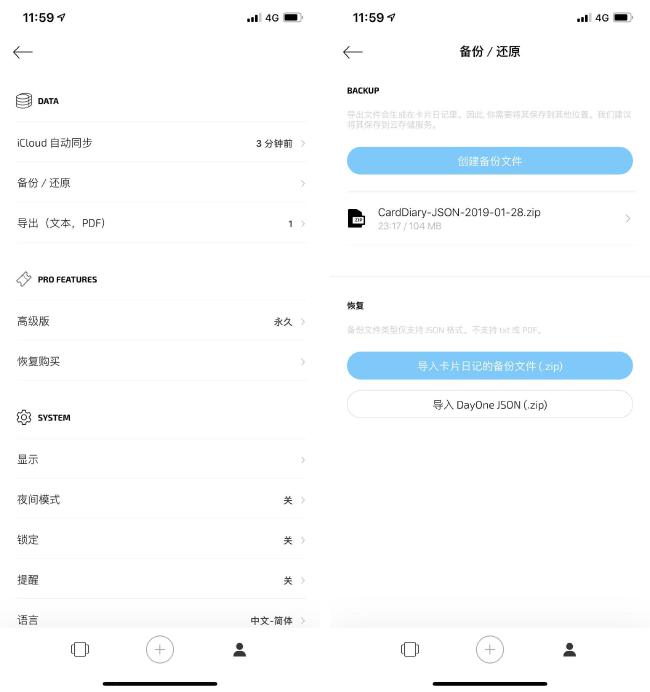 11:59
4G
DATA
iCloud 自动同步
3 分钟前
备份 / 还原
导出（文本，PDF）
1
PRO FEATURES
高级版
永久
恢复购买
SYSTEM
显示
夜间模式
关
锁定
关
提醒
关
语言
中文-简体
11:59
4G
备份 / 还原
BACKUP
导出文件会生成在卡片日记里。因此, 你需要将其保存到其他位置。我们建议
将其保存到云存储服务。
创建备份文件
ZIP
CardDiary-JSON-2019-01-28.zip
23:17 / 104 MB
恢复
备份文件类型仅支持 JSON 格式。不支持 txt 或 PDF。
导入卡片日记的备份文件 (.zip)
导入 DayOne JSON (.zip)